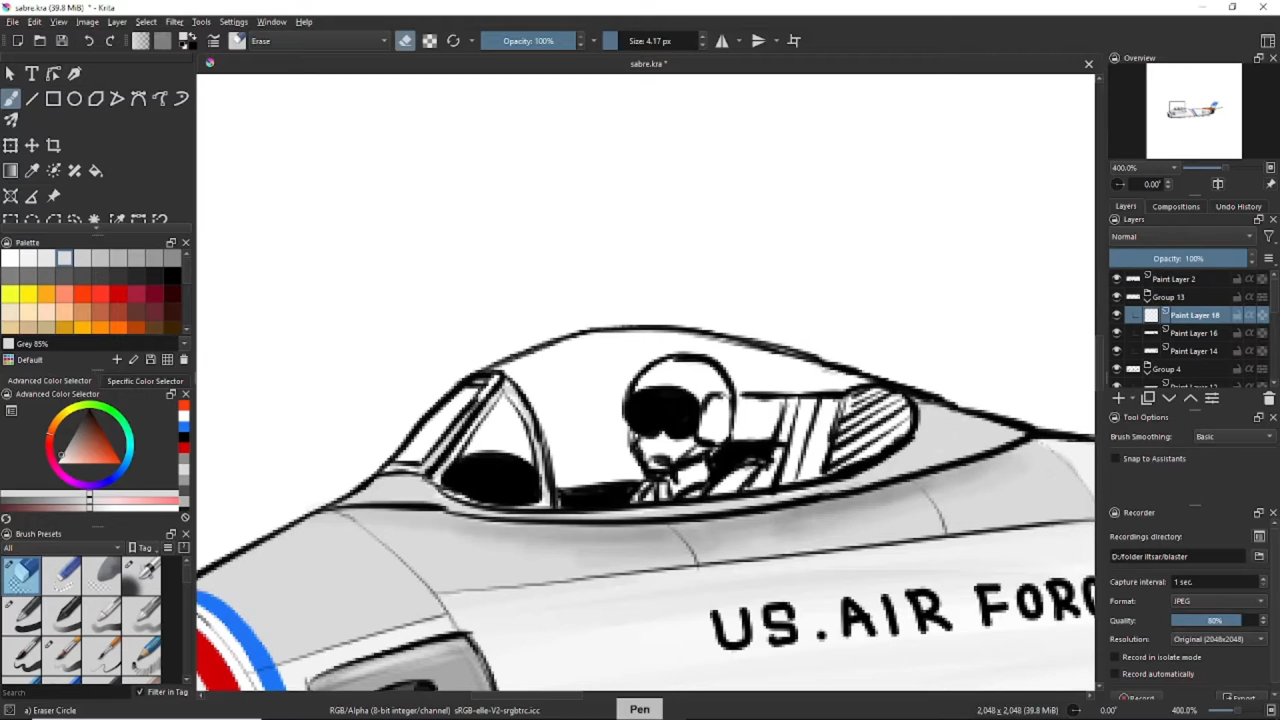 sabre.kra (39.8 MiB) * - Krita
File Edit View Image Layer Select Filter Tools Settings Window Help
Erase
Opacity: 100%
Size: 4.17 px
sabre.kra *
Overview
400.0%
0.00°
Layers Compositions Undo History
Layers
Normal
Opacity: 100%
Paint Layer 2
Group 13
Paint Layer 18
Paint Layer 16
Paint Layer 14
Group 4
Tool Options
Brush Smoothing: Basic
Snap to Assistants
Recorder
Recordings directory:
D:/folder iltsar/blaster
Capture interval: 1 sec.
Format: JPEG
Quality: 80%
Resolution: Original (2048x2048)
Record in isolate mode
Record automatically
Record Export
Palette
Grey 85%
Default
Advanced Color Selector Specific Color Selector
Advanced Color Selector
Brush Presets
All Tag
Search Filter in Tag
U.S. AIR FORC
a) Eraser Circle
RGB/Alpha (8-bit integer/channel) sRGB-elle-V2-srgbtrc.icc
Pen
2,048 x 2,048 (39.8 MiB)
0.00°
400.0%